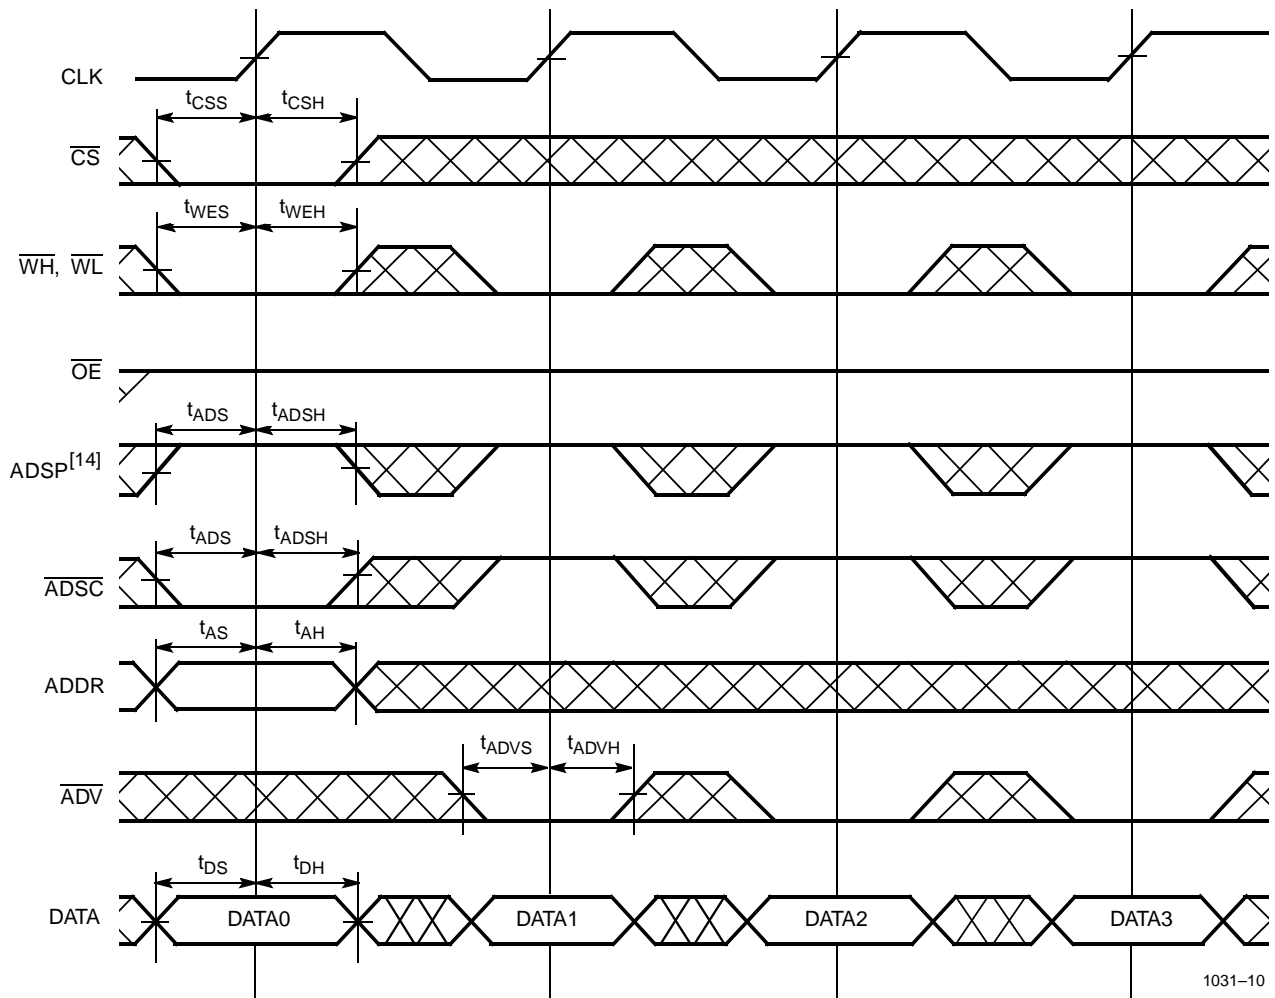 CLK
tCSS tCSH
CS
tWES tWEH
WH, WL
OE
tADS tADSH
ADSP[14]
tADS tADSH
ADSC
tAS tAH
ADDR
tADVS tADVH
ADV
tDS tDH
DATA DATA0 DATA1 DATA2 DATA3
1031–10